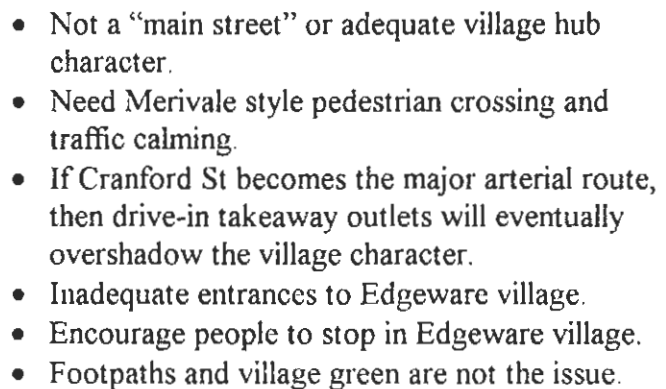 • Not a “main street” or adequate village hub
character.
• Need Merivale style pedestrian crossing and
traffic calming.
• If Cranford St becomes the major arterial route,
then drive-in takeaway outlets will eventually
overshadow the village character.
• Inadequate entrances to Edgeware village.
• Encourage people to stop in Edgeware village.
• Footpaths and village green are not the issue.